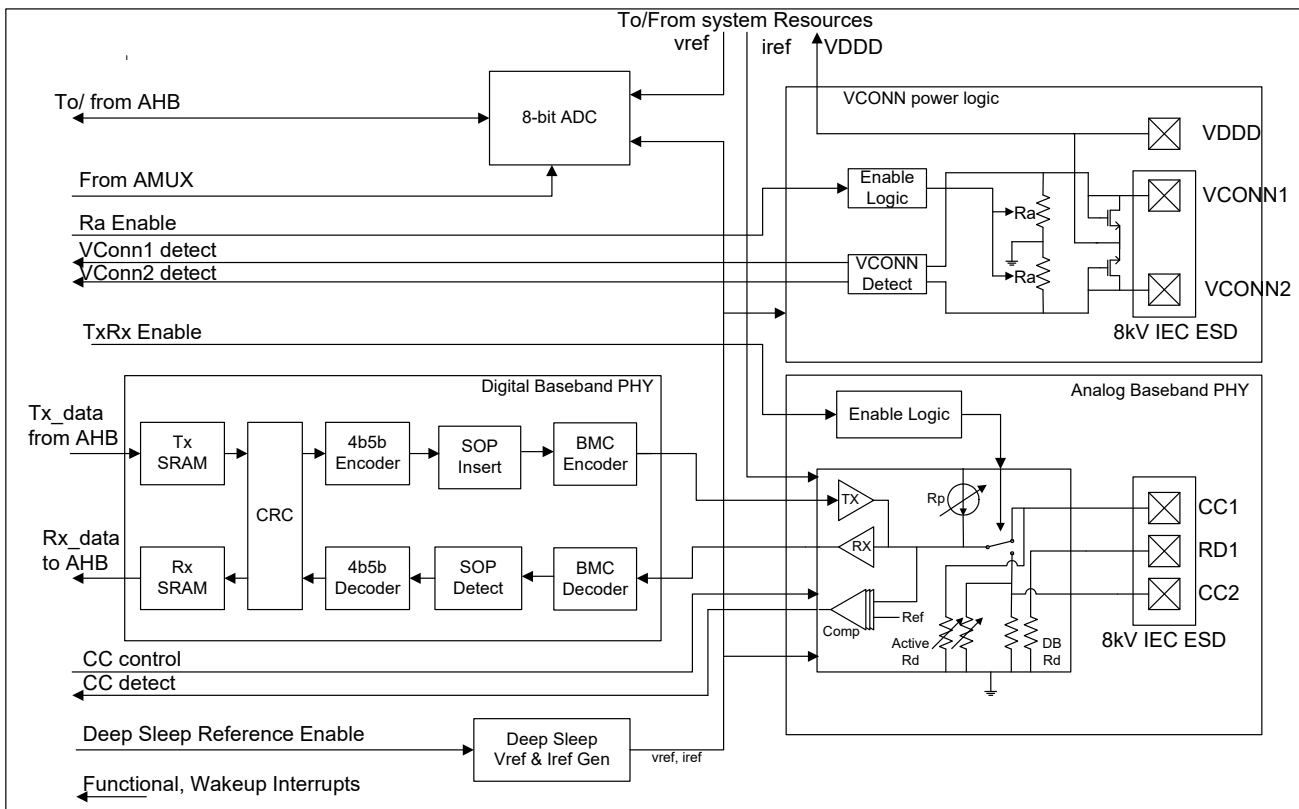 To/From system Resources
vref
iref
VDDD
8-bit ADC
To/ from AHB
From AMUX
VCONN power logic
VDDD
Enable
Logic
Ra
VCONN1
Ra Enable
VConn1 detect
VConn2 detect
VCONN
Detect
Ra
VCONN2
8kV IEC ESD
TxRx Enable
Digital Baseband PHY
Tx_data
from AHB
Tx
SRAM
CRC
4b5b
Encoder
SOP
Insert
BMC
Encoder
Rx_data
to AHB
Rx
SRAM
4b5b
Decoder
SOP
Detect
BMC
Decoder
Analog Baseband PHY
Enable Logic
TX
Rp
RX
CC1
RD1
CC2
Comp
Ref
Active
Rd
DB
Rd
8kV IEC ESD
CC control
CC detect
Deep Sleep Reference Enable
Deep Sleep
Vref & Iref Gen
vref, iref
Functional, Wakeup Interrupts